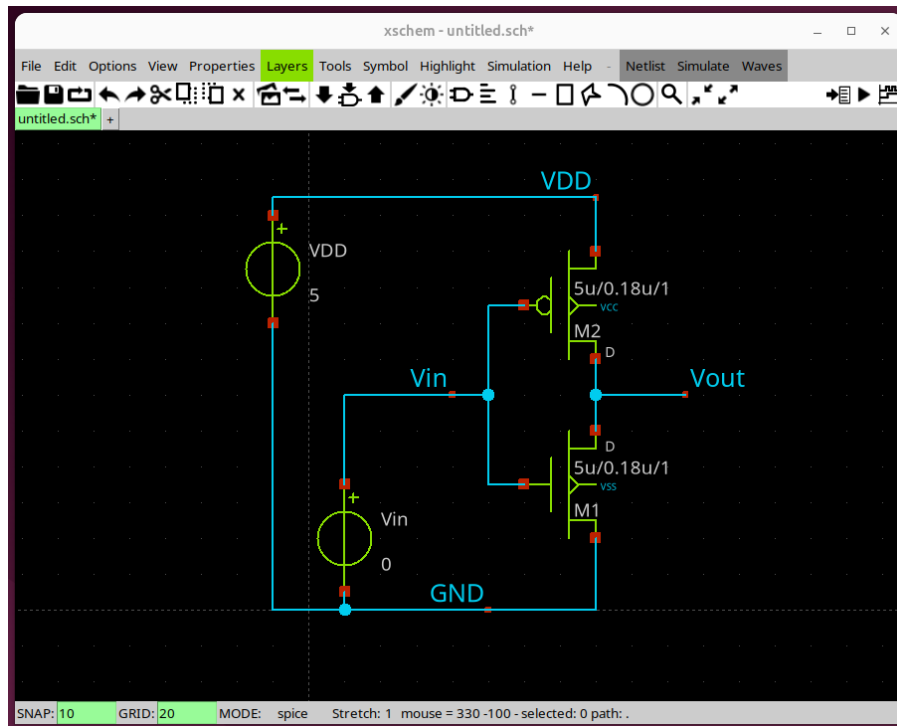 xschem - untitled.sch*
File Edit Options View Properties Layers Tools Symbol Highlight Simulation Help - Netlist Simulate Waves
untitled.sch* +
VDD
+
VDD
5
5u/0.18u/1
vcc
M2
D
Vin
Vout
D
5u/0.18u/1
vss
M1
+
Vin
0
GND
SNAP: 10 GRID: 20 MODE: spice Stretch: 1 mouse = 330 -100 - selected: 0 path: .